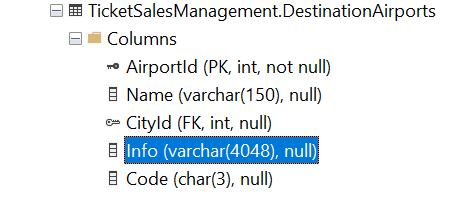 TicketSalesManagement.DestinationAirports
Columns
AirportId (PK, int, not null)
Name (varchar(150), null)
CityId (FK, int, null)
Info (varchar(4048), null)
Code (char(3), null)